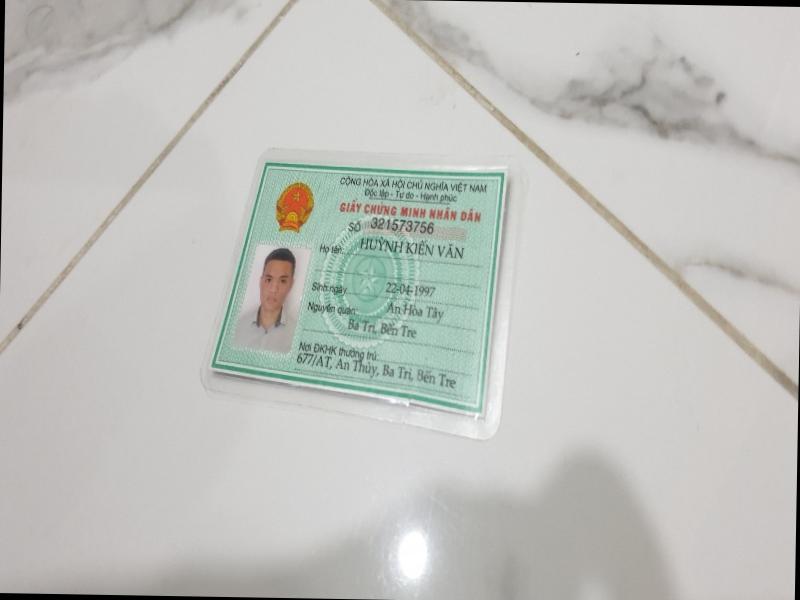 CỘNG HÒA XÃ HỘI CHỦ NGHĨA VIỆT NAM
Độc lập - Tự do - Hạnh phúc
GIẤY CHỨNG MINH NHÂN DÂN
SỐ 321573756
Họ tên: HUỲNH KIẾN VĂN
Sinh ngày 22-04-1997
Nguyên quán: An Hòa Tây
Ba Tri, Bến Tre
Nơi ĐKHK thường trú:
677/AT, An Thủy, Ba Tri, Bến Tre